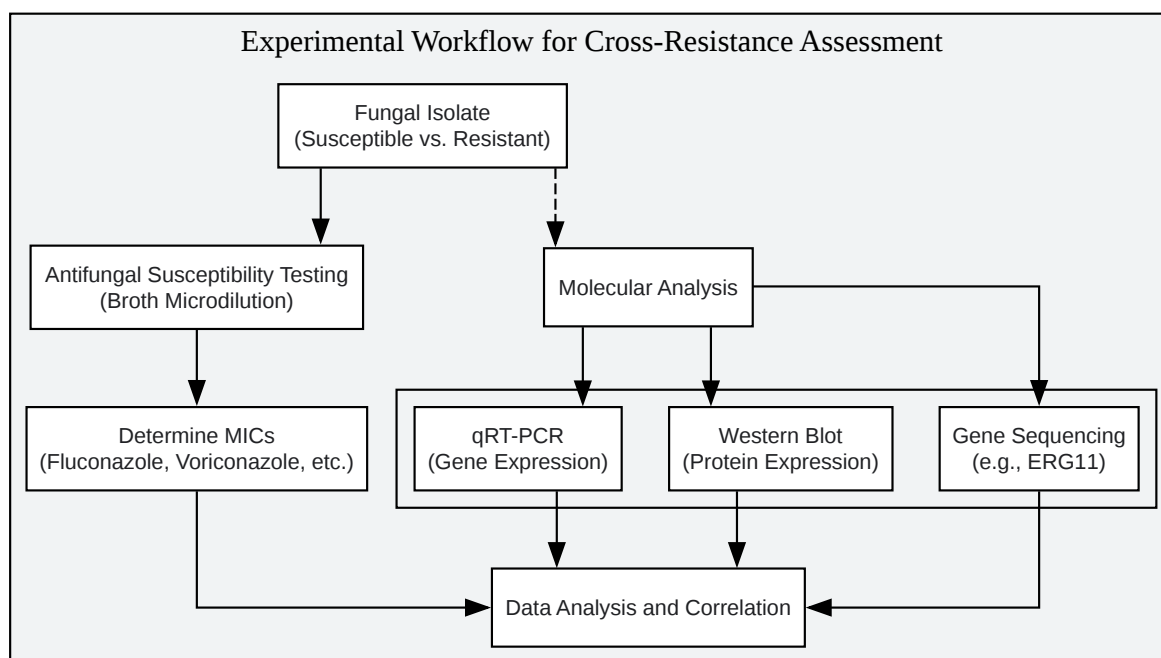 Experimental Workflow for Cross-Resistance Assessment
Fungal Isolate
(Susceptible vs. Resistant)
Antifungal Susceptibility Testing
(Broth Microdilution)
Molecular Analysis
Determine MICs
(Fluconazole, Voriconazole, etc.)
qRT-PCR
(Gene Expression)
Western Blot
(Protein Expression)
Gene Sequencing
(e.g., ERG11)
Data Analysis and Correlation